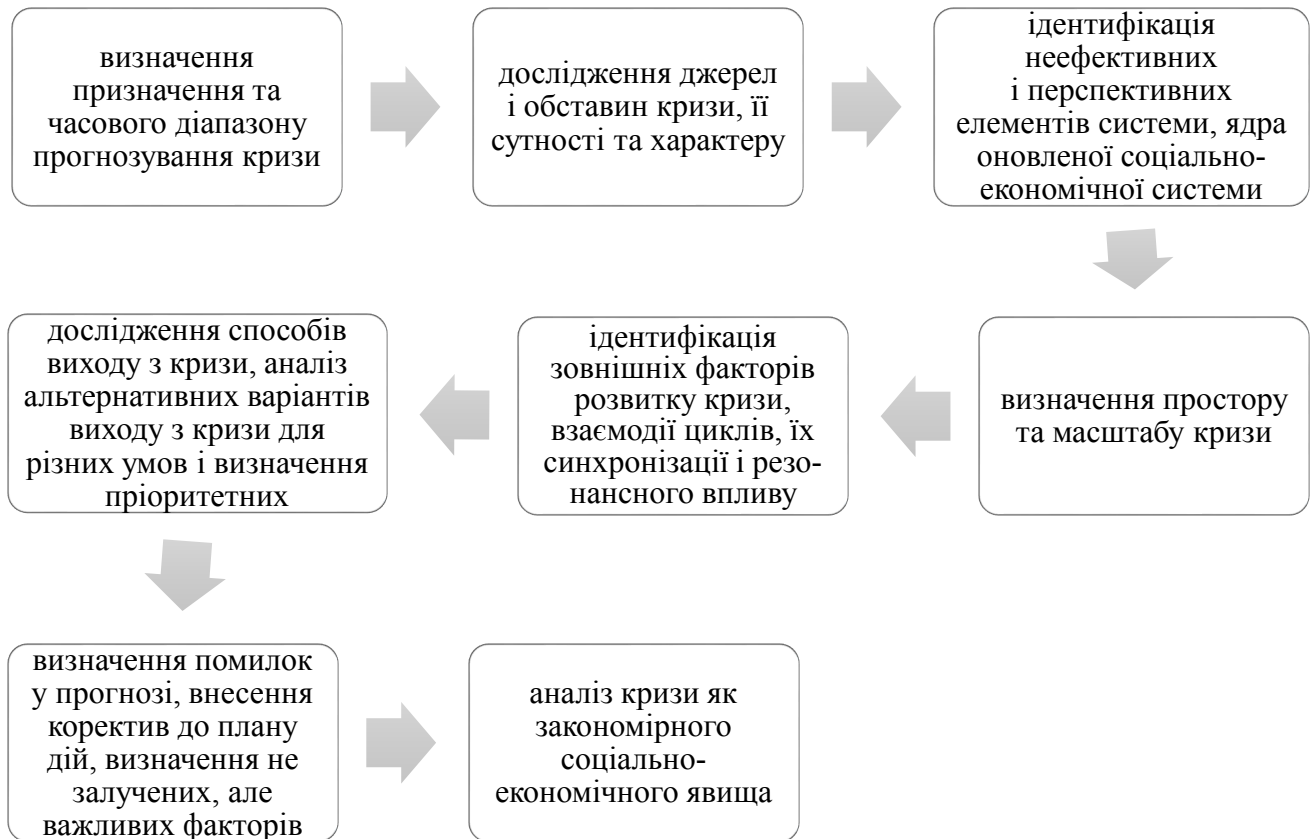 визначення
призначення та
часового діапазону
прогнозування кризи
дослідження джерел
і обставин кризи, її
сутності та характеру
ідентифікація
неефективних
і перспективних
елементів системи, ядра
оновленої соціально-
економічної системи
визначення простору
та масштабу кризи
ідентифікація
зовнішніх факторів
розвитку кризи,
взаємодії циклів, їх
синхронізації і резо-
нансного впливу
дослідження способів
виходу з кризи, аналіз
альтернативних варіантів
виходу з кризи для
різних умов і визначення
пріоритетних
визначення помилок
у прогнозі, внесення
коректив до плану
дій, визначення не
залучених, але
важливих факторів
аналіз кризи як
закономірного
соціально-
економічного явища